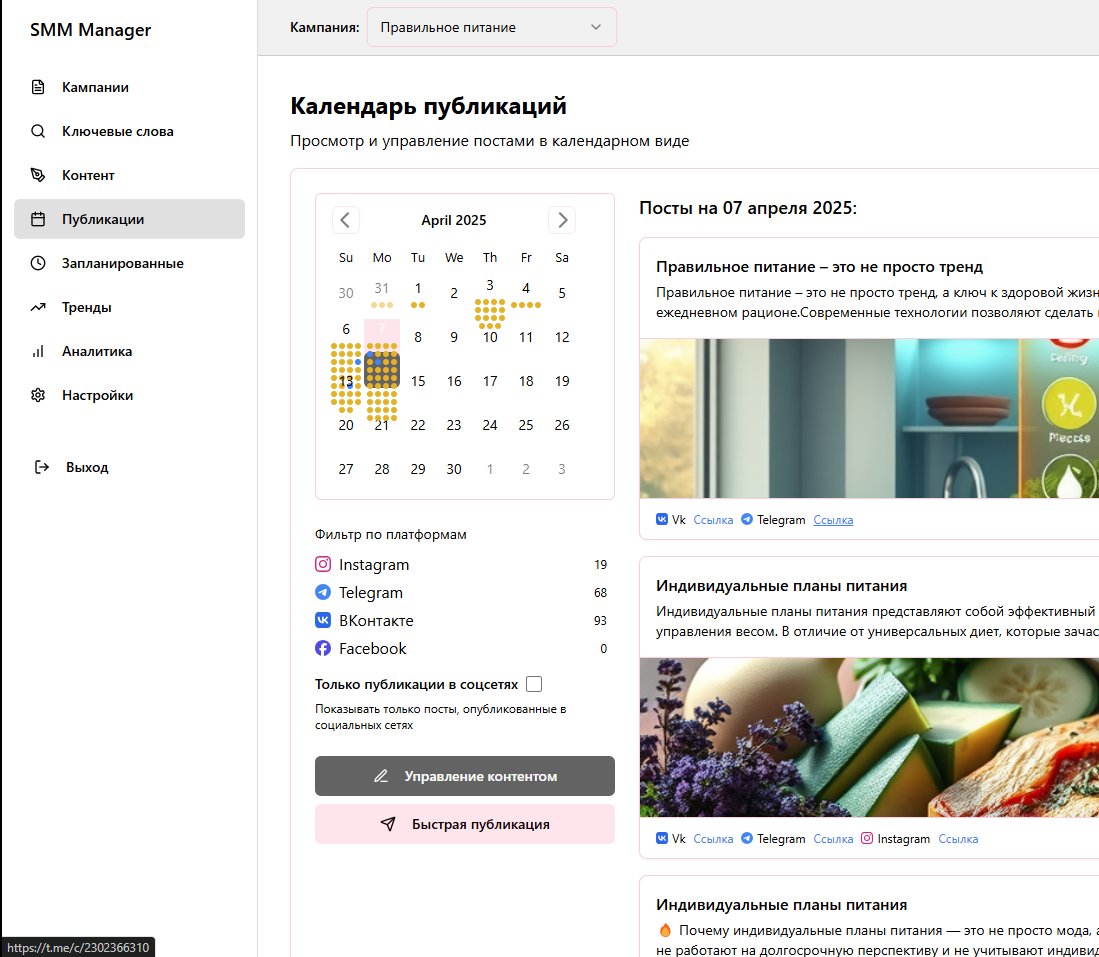 SMM Manager
Кампании
Ключевые слова
Контент
Публикации
Запланированные
Тренды
Аналитика
Настройки
Выход
Кампания: Правильное питание
Календарь публикаций
Просмотр и управление постами в календарном виде
April 2025
Su Mo Tu We Th Fr Sa
30 31 1 2 3 4 5
6 7 8 9 10 11 12
13 15 16 17 18 19
20 21 22 23 24 25 26
27 28 29 30 1 2 3
Фильтр по платформам
Instagram 19
Telegram 68
ВКонтакте 93
Facebook 0
Только публикации в соцсетях
Показывать только посты, опубликованные в
социальных сетях
Управление контентом
Быстрая публикация
Посты на 07 апреля 2025:
Правильное питание – это не просто тренд
Правильное питание – это не просто тренд, а ключ к здоровой
ежедневном рационе.Современные технологии позволяют сделать
Vk Ссылка Telegram Ссылка
Индивидуальные планы питания
Индивидуальные планы питания представляют собой эффективный
управления весом. В отличие от универсальных диет, которые
Vk Ссылка Telegram Ссылка Instagram Ссылка
Индивидуальные планы питания
🔥 Почему индивидуальные планы питания — это не просто мода,
не работают на долгосрочную перспективу и не учитывают
https://t.me/c/2302366310